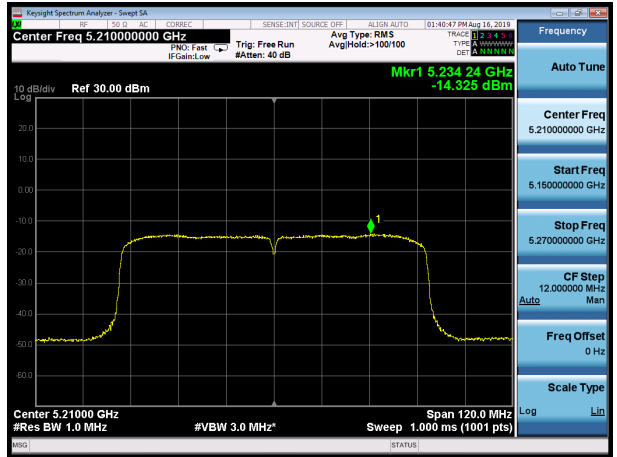 Keysight Spectrum Analyzer - Swept SA
RF 50 Ω AC CORREC SENSE:INT SOURCE OFF ALIGN AUTO 01:40:47 PM Aug 16, 2019
Center Freq 5.210000000 GHz
PNO: Fast
IFGain:Low
Trig: Free Run
#Atten: 40 dB
Avg Type: RMS
Avg|Hold:>100/100
TRACE 1 2 3 4 5 6
TYPE A WWWWW
DET A NNNNN
Mkr1 5.234 24 GHz
-14.325 dBm
10 dB/div Ref 30.00 dBm
Log
20.0
10.0
0.00
-10.0
-20.0
-30.0
-40.0
-50.0
-60.0
1
Center 5.21000 GHz Span 120.0 MHz
#Res BW 1.0 MHz #VBW 3.0 MHz* Sweep 1.000 ms (1001 pts)
MSG STATUS
Frequency
Auto Tune
Center Freq
5.210000000 GHz
Start Freq
5.150000000 GHz
Stop Freq
5.270000000 GHz
CF Step
12.000000 MHz
Auto Man
Freq Offset
0 Hz
Scale Type
Log Lin